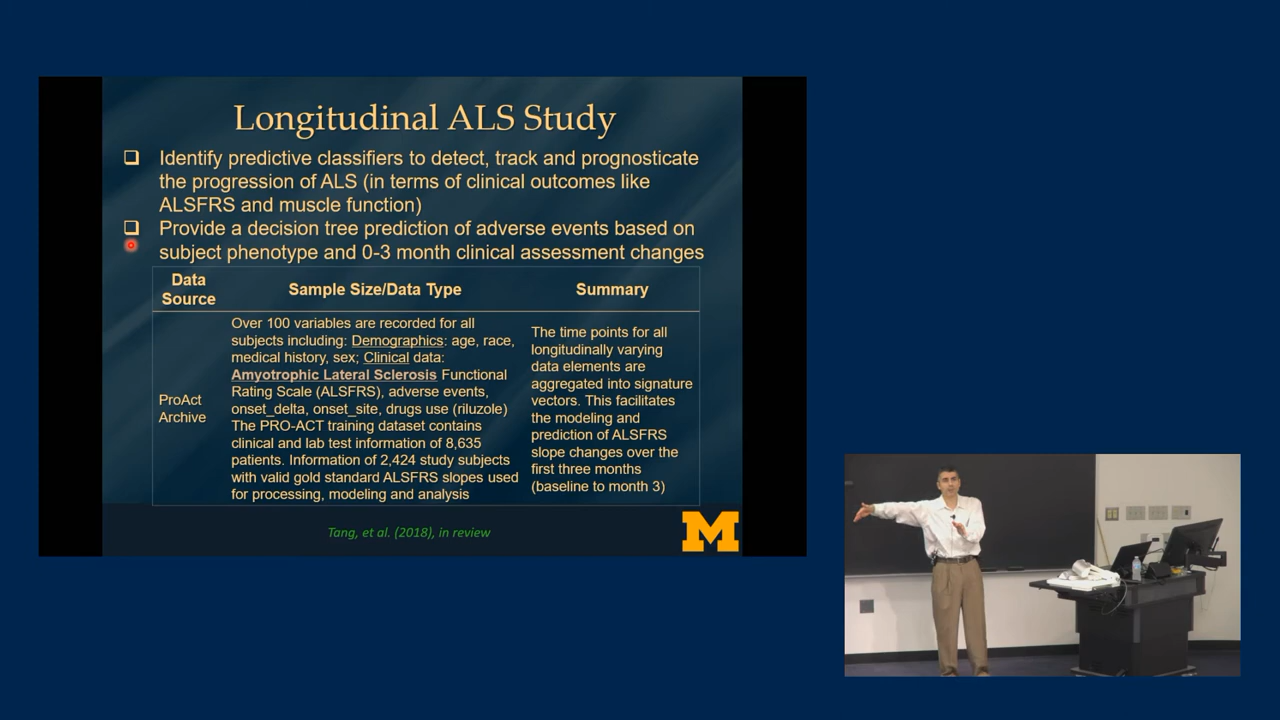 Longitudinal ALS Study
❑ Identify predictive classifiers to detect, track and prognosticate
the progression of ALS (in terms of clinical outcomes like
ALSFRS and muscle function)
❑ Provide a decision tree prediction of adverse events based on
subject phenotype and 0-3 month clinical assessment changes
Data
Source
Sample Size/Data Type
Summary
ProAct
Archive
Over 100 variables are recorded for all
subjects including: Demographics: age, race,
medical history, sex; Clinical data:
Amyotrophic Lateral Sclerosis Functional
Rating Scale (ALSFRS), adverse events,
onset_delta, onset_site, drugs use (riluzole)
The PRO-ACT training dataset contains
clinical and lab test information of 8,635
patients. Information of 2,424 study subjects
with valid gold standard ALSFRS slopes used
for processing, modeling and analysis
The time points for all
longitudinally varying
data elements are
aggregated into signature
vectors. This facilitates
the modeling and
prediction of ALSFRS
slope changes over the
first three months
(baseline to month 3)
Tang, et al. (2018), in review
M